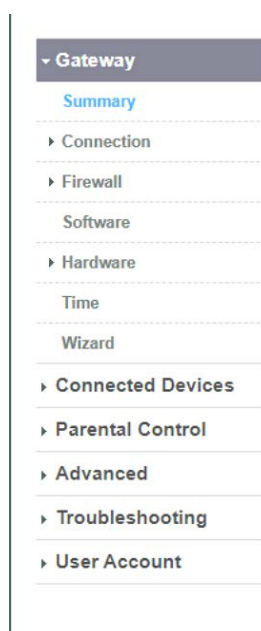 Gateway
Summary
Connection
Firewall
Software
Hardware
Time
Wizard
Connected Devices
Parental Control
Advanced
Troubleshooting
User Account